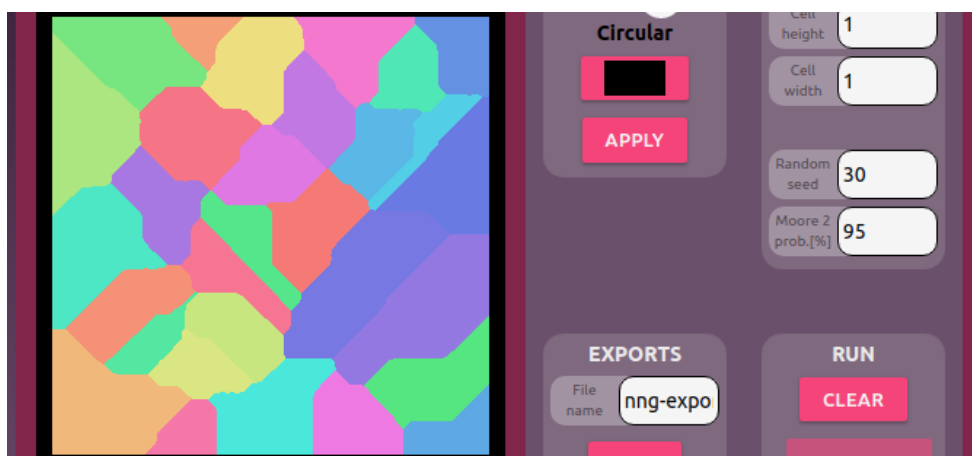 Circular
APPLY
Cell
height
1
Cell
width
1
Random
seed
30
Moore 2
prob.[%]
95
EXPORTS
File
name
nng-expo
RUN
CLEAR